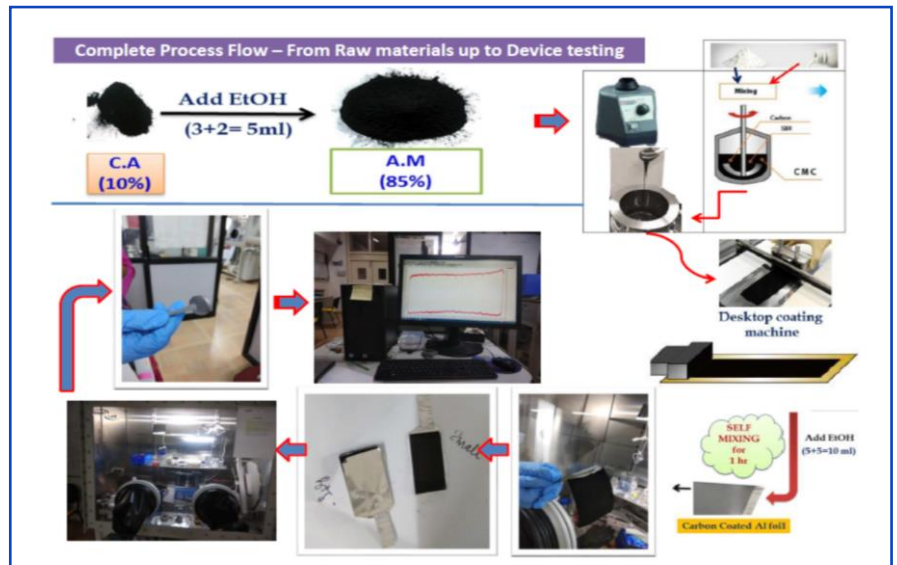 Complete Process Flow – From Raw materials up to Device testing
Add EtOH
(3+2= 5ml)
C.A
(10%)
A.M
(85%)
Mixing
Carbon
SBR
CMC
Desktop coating
machine
SELF
MIXING
for
1 hr
Add EtOH
(5+5=10 ml)
Carbon Coated Al foil
Small